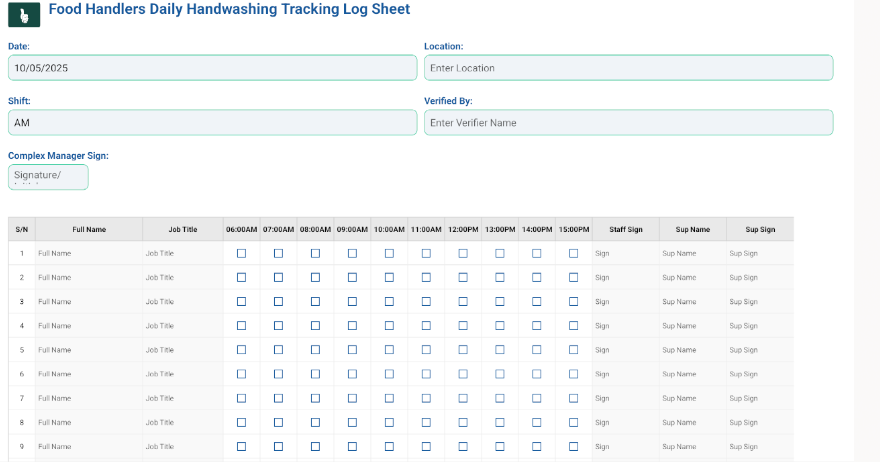 Food Handlers Daily Handwashing Tracking Log Sheet
Date: Location:
10/05/2025 Enter Location
Shift: Verified By:
AM Enter Verifier Name
Complex Manager Sign:
Signature/
S/N Full Name Job Title 06:00AM 07:00AM 08:00AM 09:00AM 10:00AM 11:00AM 12:00PM 13:00PM 14:00PM 15:00PM Staff Sign Sup Name Sup Sign
1 Full Name Job Title Sign Sup Name Sup Sign
2 Full Name Job Title Sign Sup Name Sup Sign
3 Full Name Job Title Sign Sup Name Sup Sign
4 Full Name Job Title Sign Sup Name Sup Sign
5 Full Name Job Title Sign Sup Name Sup Sign
6 Full Name Job Title Sign Sup Name Sup Sign
7 Full Name Job Title Sign Sup Name Sup Sign
8 Full Name Job Title Sign Sup Name Sup Sign
9 Full Name Job Title Sign Sup Name Sup Sign